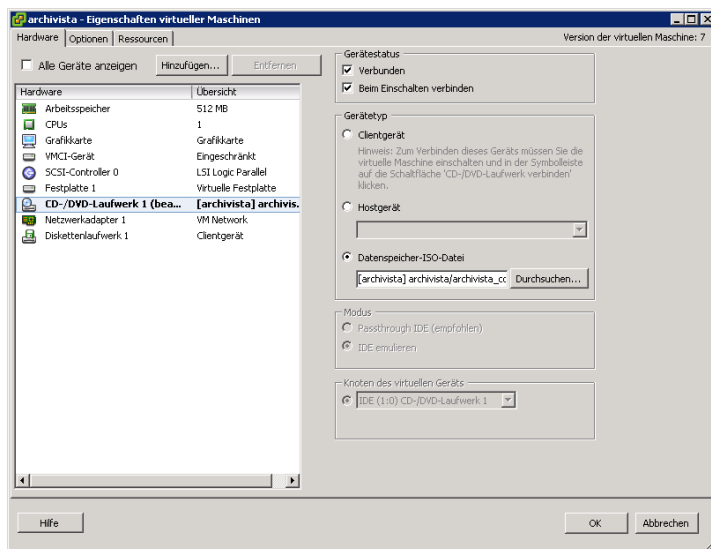 archivista - Eigenschaften virtueller Maschinen
Hardware Optionen Ressourcen Version der virtuellen Maschine: 7
Alle Geräte anzeigen Hinzufügen... Entfernen
Hardware Übersicht
Arbeitsspeicher 512 MB
CPUs 1
Grafikkarte Grafikkarte
VMCI-Gerät Eingeschränkt
SCSI-Controller 0 LSI Logic Parallel
Festplatte 1 Virtuelle Festplatte
CD-/DVD-Laufwerk 1 (bea... [archivista] archivis.
Netzwerkadapter 1 VM Network
Diskettenlaufwerk 1 Clientgerät
Gerätestatus
Verbunden
Beim Einschalten verbinden
Gerätetyp
Clientgerät
Hinweis: Zum Verbinden dieses Geräts müssen Sie die
virtuelle Maschine einschalten und in der Symbolleiste
auf die Schaltfläche 'CD-/DVD-Laufwerk verbinden'
klicken.
Hostgerät
Datenspeicher-ISO-Datei
[archivista] archivista/archivista_cc Durchsuchen...
Modus
Passthrough IDE (empfohlen)
IDE emulieren
Knoten des virtuellen Geräts
IDE (1:0) CD-/DVD-Laufwerk 1
Hilfe OK Abbrechen